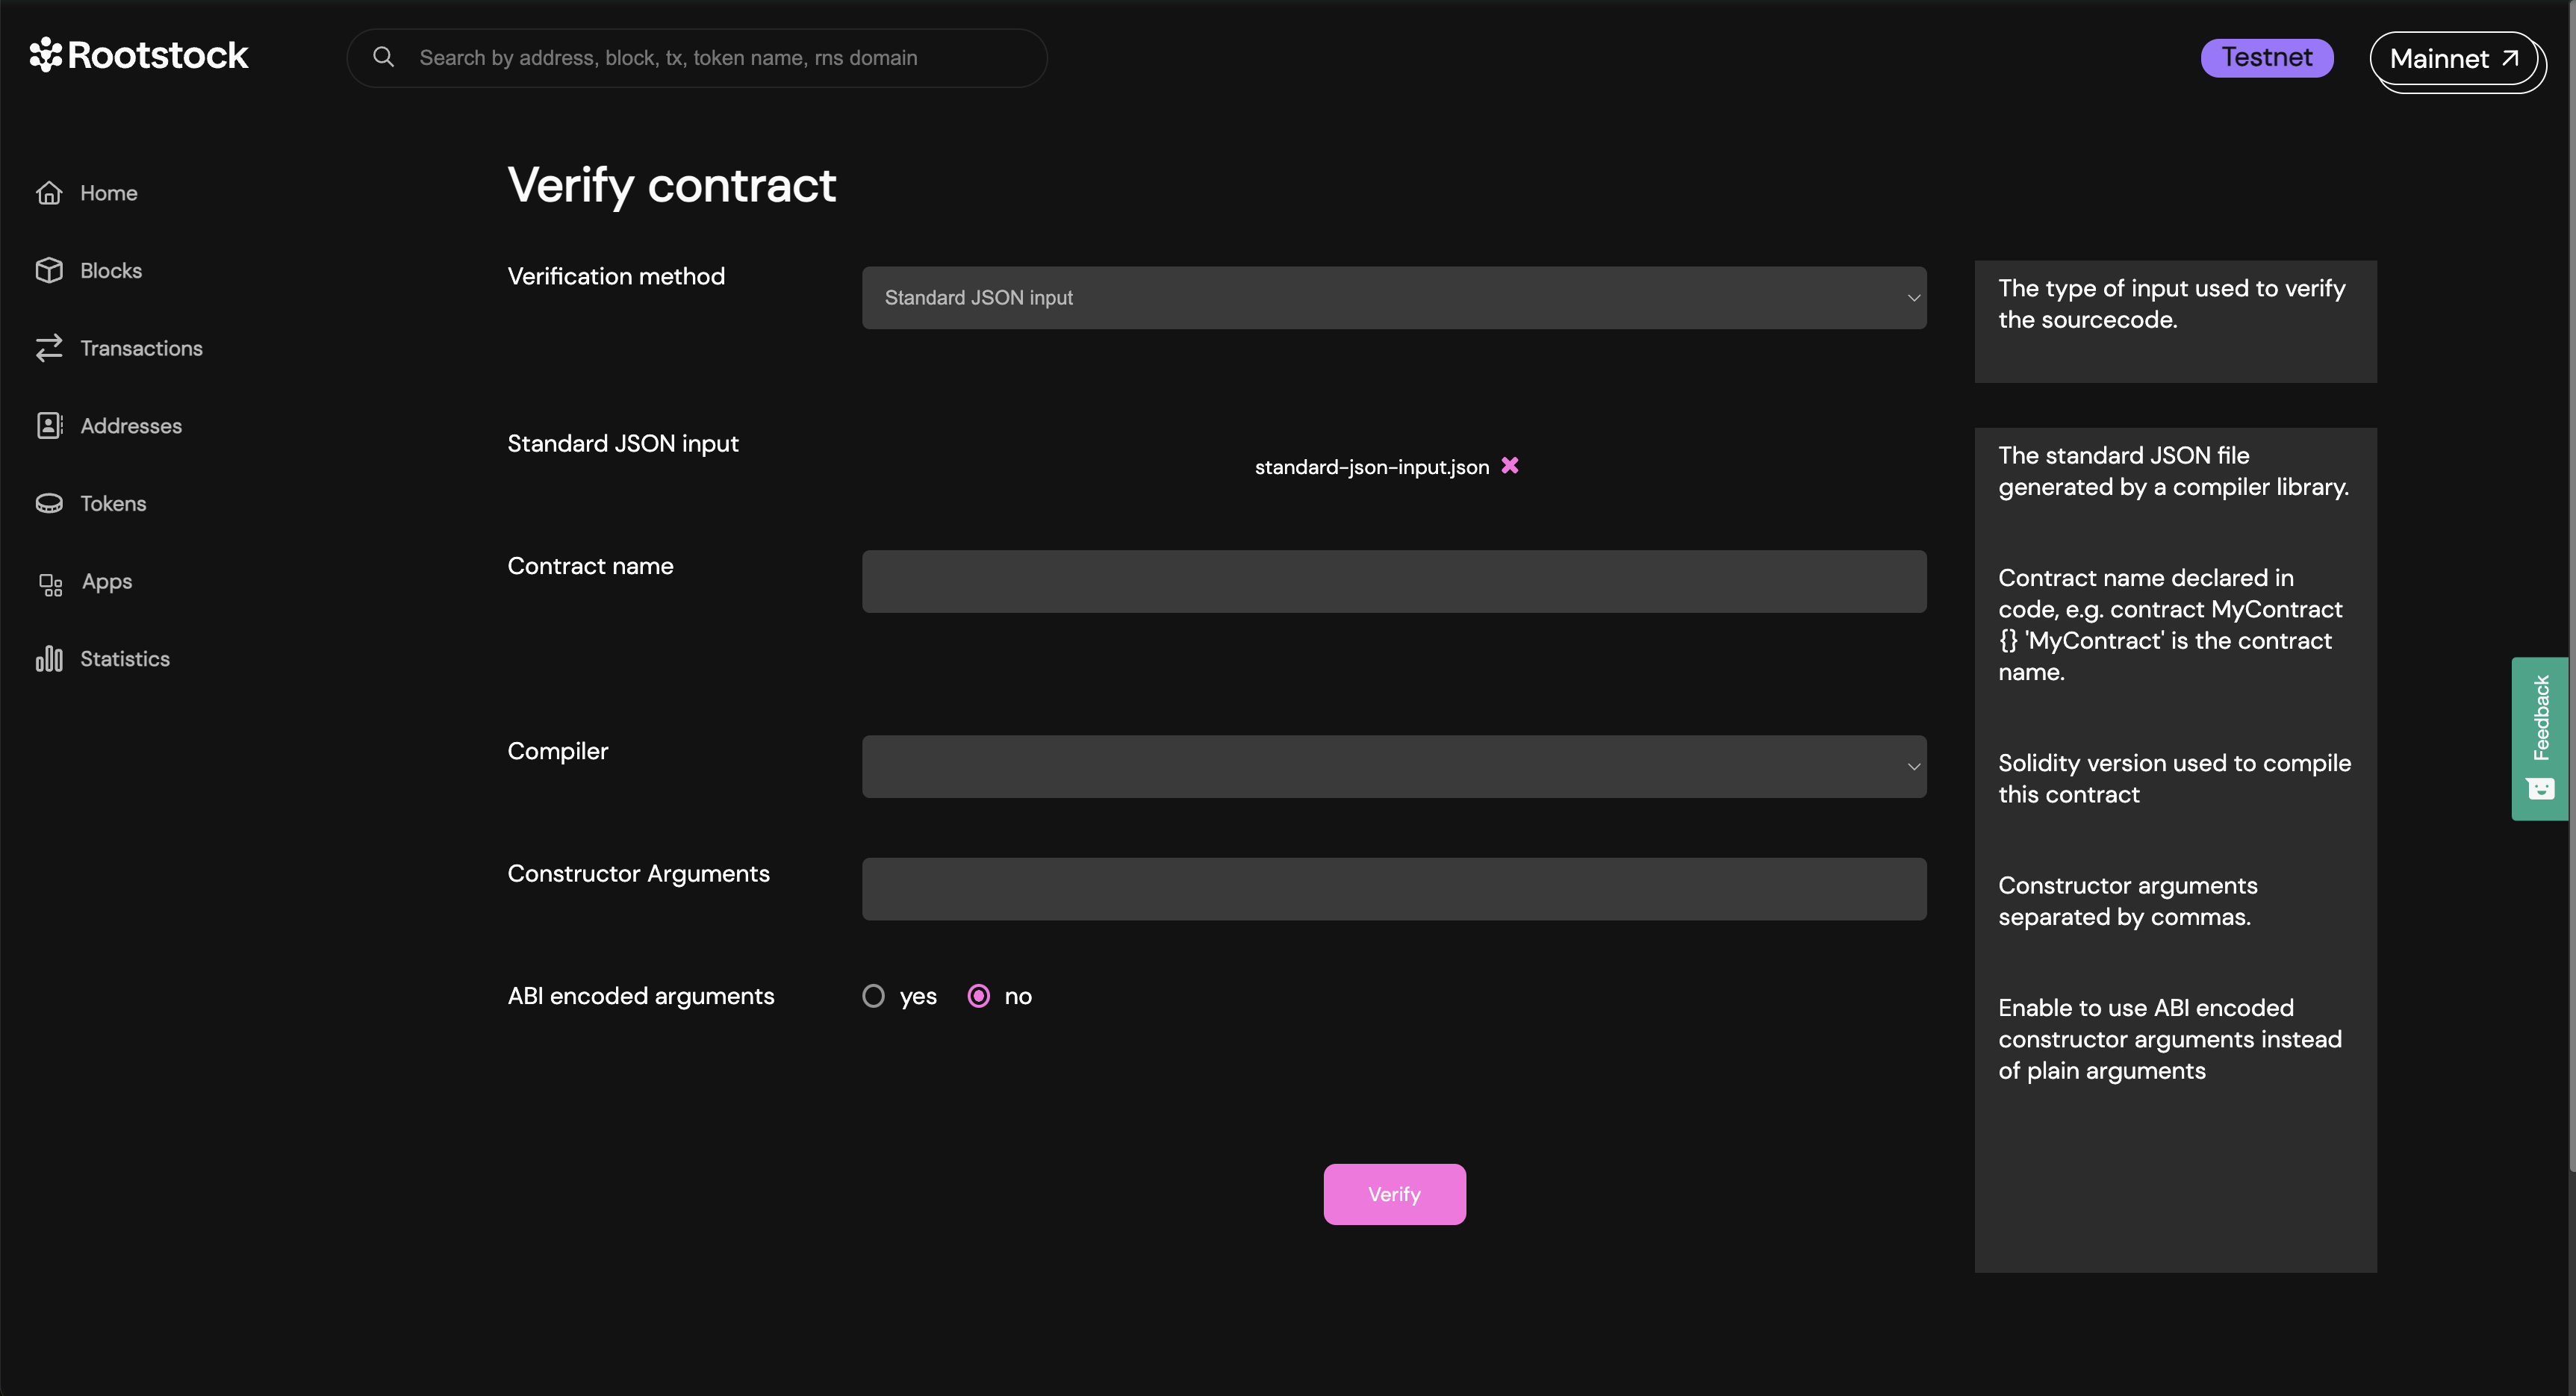 Rootstock
Search by address, block, tx, token name, rns domain
Testnet
Mainnet
Home
Blocks
Transactions
Addresses
Tokens
Apps
Statistics
Verify contract
Verification method
Standard JSON input
The type of input used to verify
the sourcecode.
Standard JSON input
standard-json-input.json
The standard JSON file
generated by a compiler library.
Contract name
Contract name declared in
code, e.g. contract MyContract
{} 'MyContract' is the contract
name.
Compiler
Solidity version used to compile
this contract
Constructor Arguments
Constructor arguments
separated by commas.
ABI encoded arguments
yes
no
Enable to use ABI encoded
constructor arguments instead
of plain arguments
Verify
Feedback